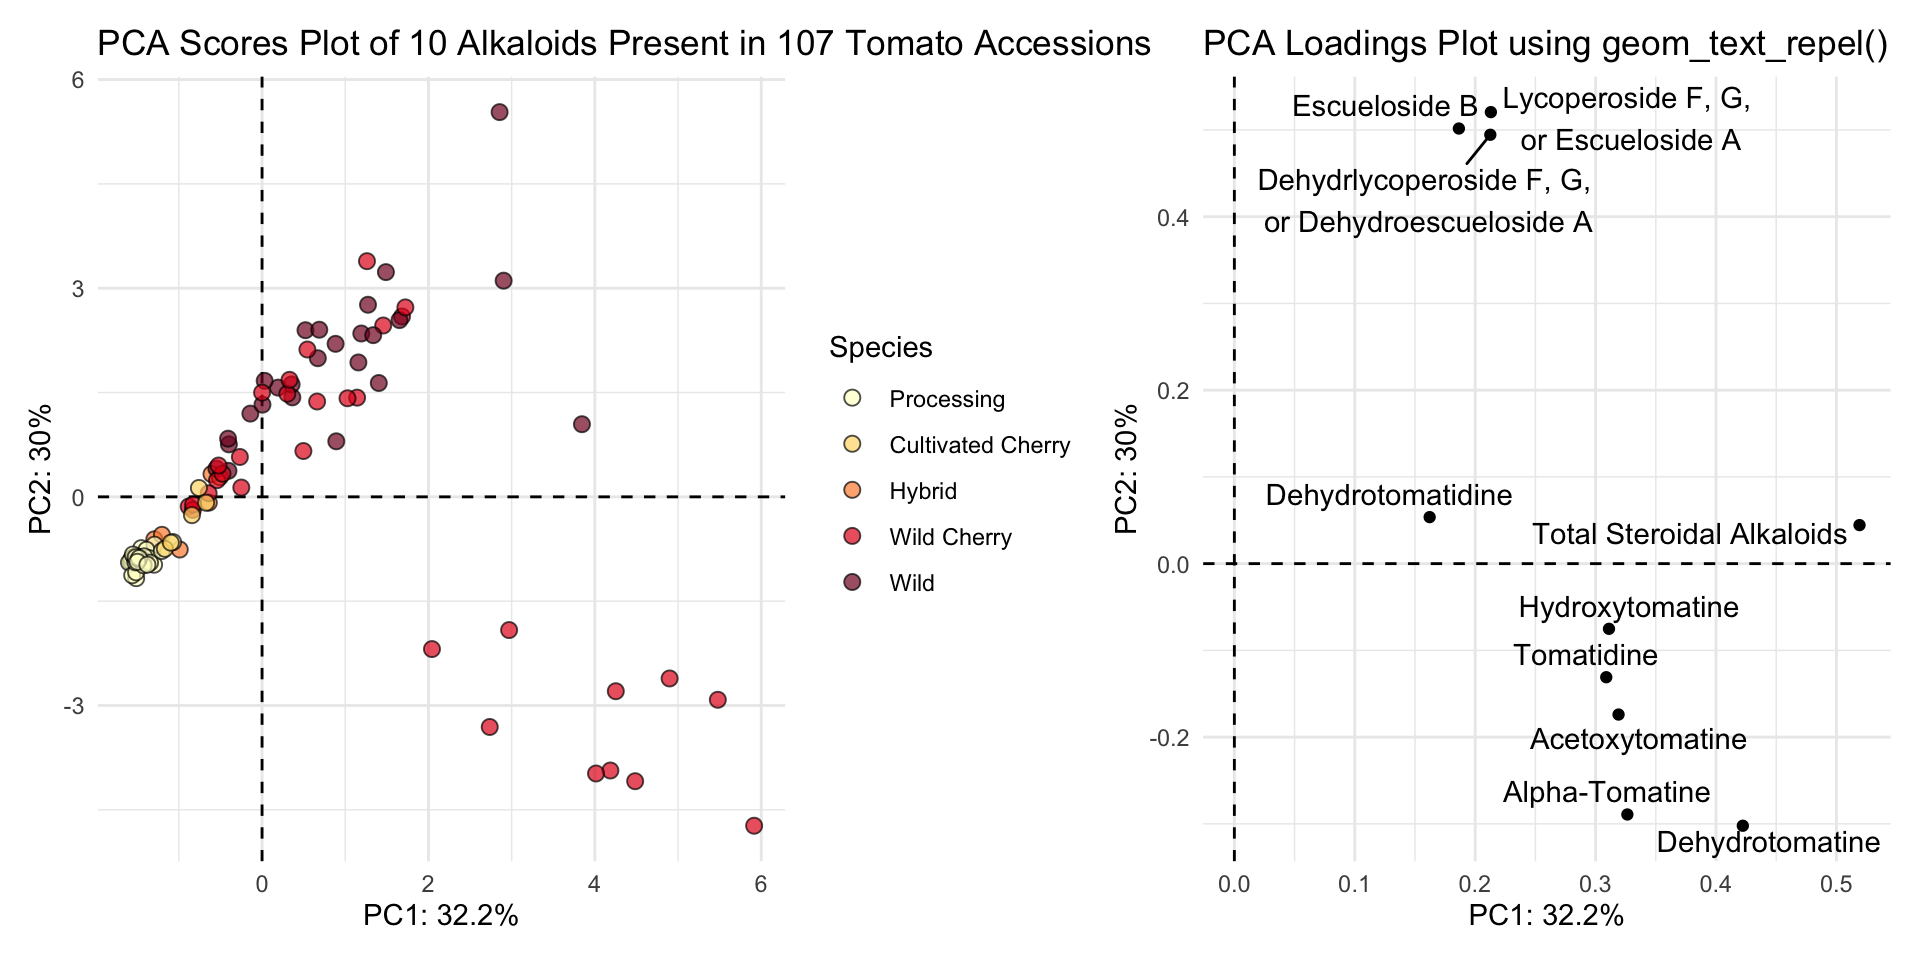 PCA Scores Plot of 10 Alkaloids Present in 107 Tomato Accessions
6
3
0
-3
0
2
4
6
PC2: 30%
PC1: 32.2%
Species
Processing
Cultivated Cherry
Hybrid
Wild Cherry
Wild
PCA Loadings Plot using geom_text_repel()
Escueloside B
Lycoperoside F, G,
or Escueloside A
Dehydrlycoperoside F, G,
or Dehydroescueloside A
Dehydrotomatidine
Total Steroidal Alkaloids
Hydroxytomatine
Tomatidine
Acetoxytomatine
Alpha-Tomatine
Dehydrotomatine
0.4
0.2
0.0
-0.2
0.0
0.1
0.2
0.3
0.4
0.5
PC2: 30%
PC1: 32.2%